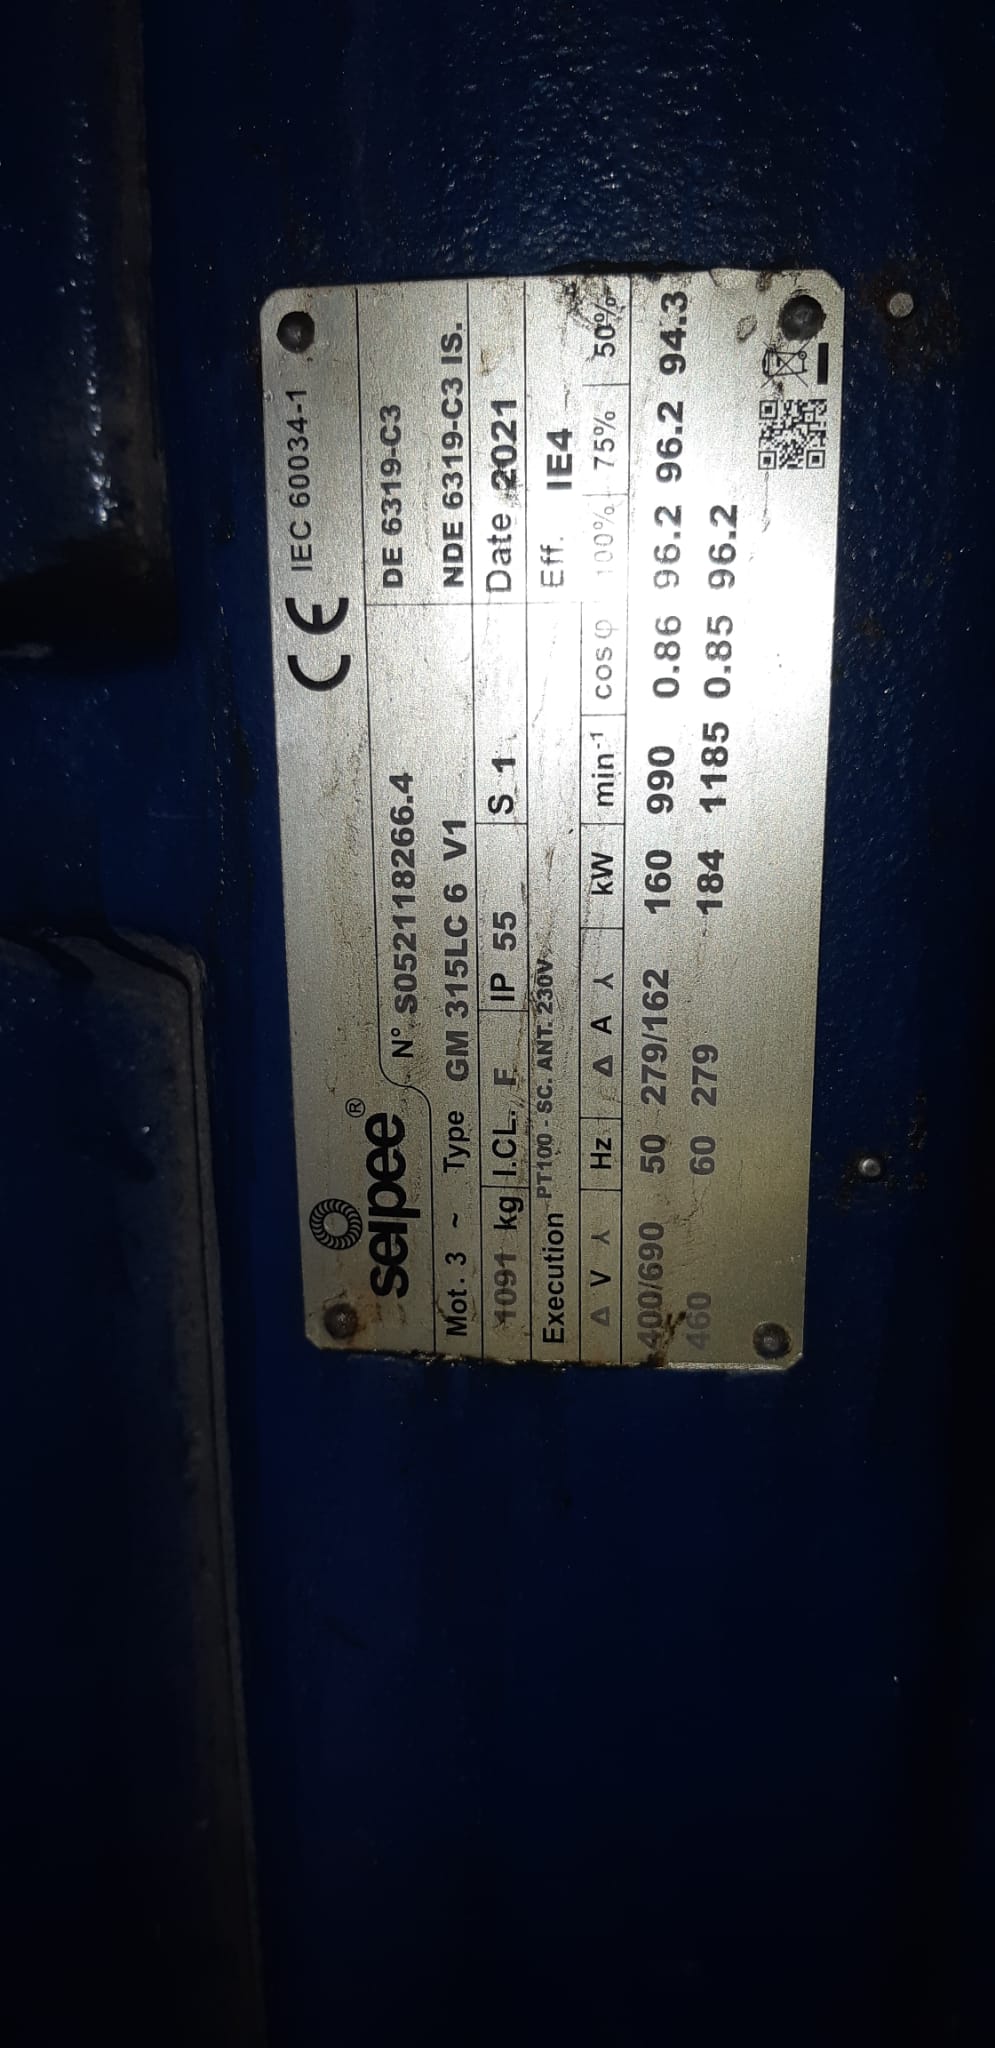 CE IEC 60034-1
seipee® N° S052118266.4 DE 6319-C3
Mot. 3 ~ Type GM 315LC 6 V1 NDE 6319-C3 IS.
1091 kg I.CL. F IP 55 S 1 Date 2021
Execution PT100 - SC. ANT. 230V Eff. IE4
Δ V ⅄ Hz Δ A ⅄ kW min⁻¹ cos φ 100% 75% 50%
400/690 50 279/162 160 990 0.86 96.2 96.2 94.3
460 60 279 184 1185 0.85 96.2